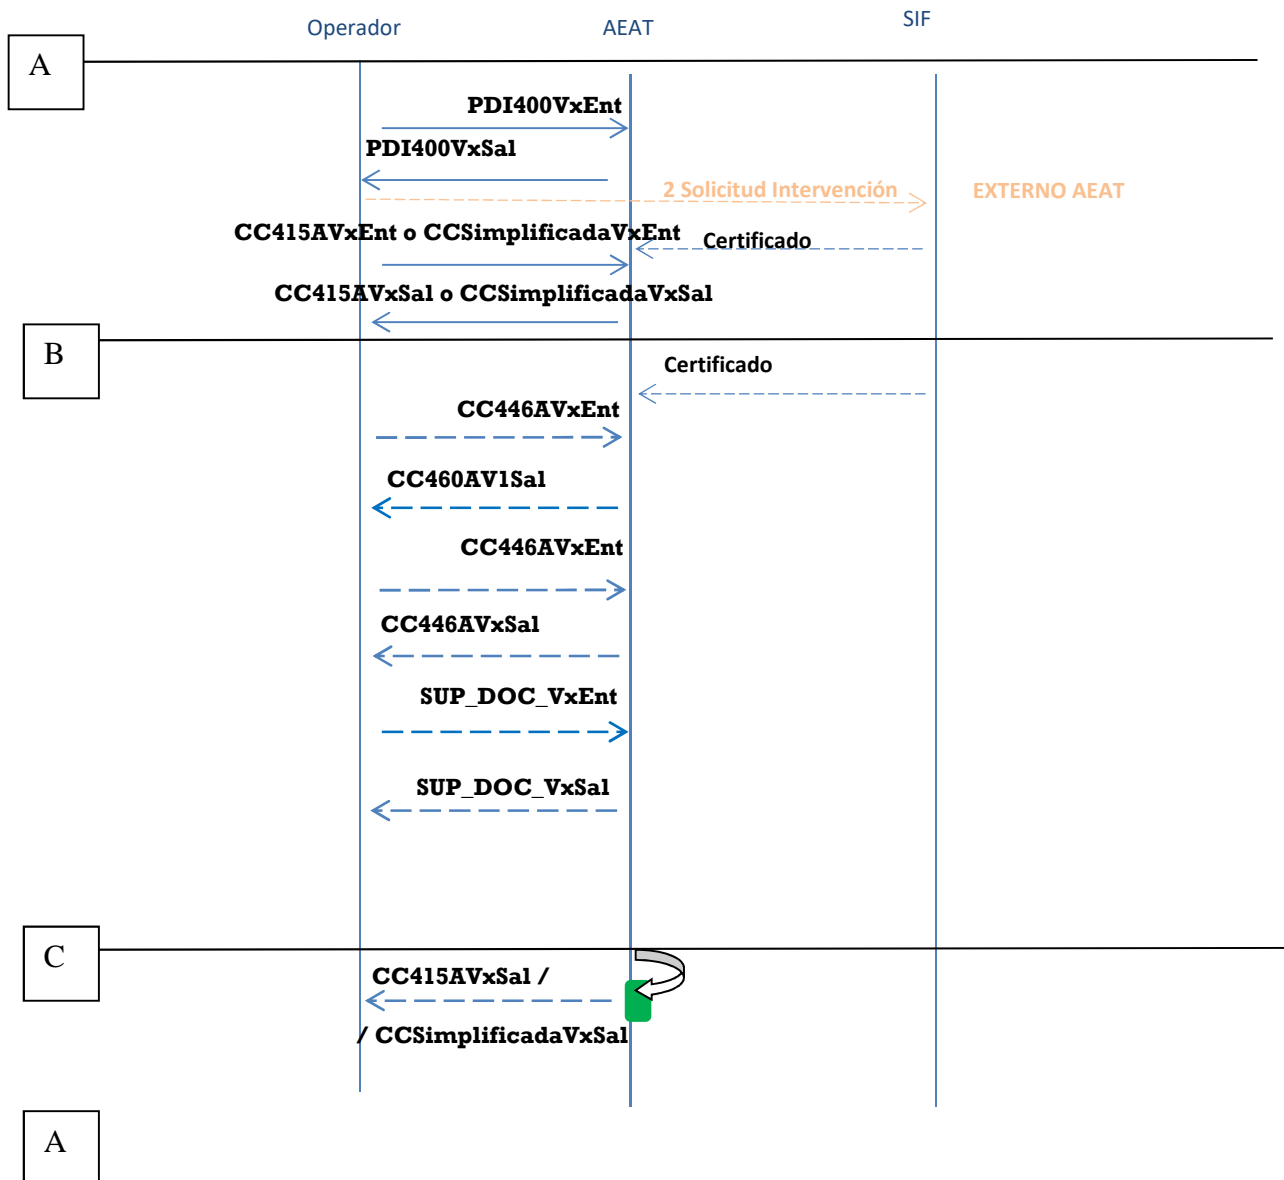 Operador
AEAT
SIF
A
PDI400VxEnt
PDI400VxSal
2 Solicitud Intervención
EXTERNO AEAT
CC415AVxEnt o CCSimplificadaVxEnt
Certificado
CC415AVxSal o CCSimplificadaVxSal
B
Certificado
CC446AVxEnt
CC460AV1Sal
CC446AVxEnt
CC446AVxSal
SUP_DOC_VxEnt
SUP_DOC_VxSal
C
CC415AVxSal /
/ CCSimplificadaVxSal
A